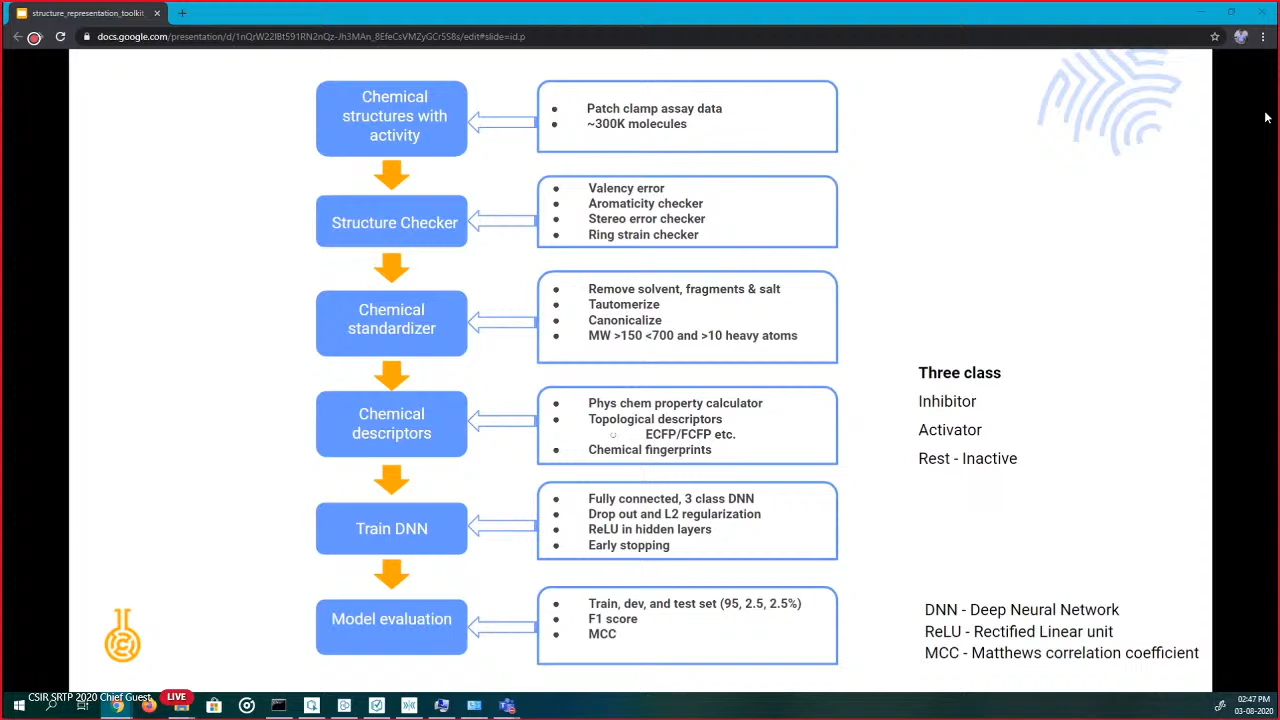 structure_representation_toolkit
docs.google.com/presentation/d/1nQrW22lBt591RN2nQz-Jh3MAn_8EfeCsVMZyGCr5S8s/edit#slide=id.p
Chemical
structures with
activity
Patch clamp assay data
~300K molecules
Structure Checker
Valency error
Aromaticity checker
Stereo error checker
Ring strain checker
Chemical
standardizer
Remove solvent, fragments & salt
Tautomerize
Canonicalize
MW >150 <700 and >10 heavy atoms
Chemical
descriptors
Phys chem property calculator
Topological descriptors
ECFP/FCFP etc.
Chemical fingerprints
Train DNN
Fully connected, 3 class DNN
Drop out and L2 regularization
ReLU in hidden layers
Early stopping
Model evaluation
Train, dev, and test set (95, 2.5, 2.5%)
F1 score
MCC
Three class
Inhibitor
Activator
Rest - Inactive
DNN - Deep Neural Network
ReLU - Rectified Linear unit
MCC - Matthews correlation coefficient
CSIR SRTP 2020 Chief Guest
LIVE
02:47 PM
03-08-2020